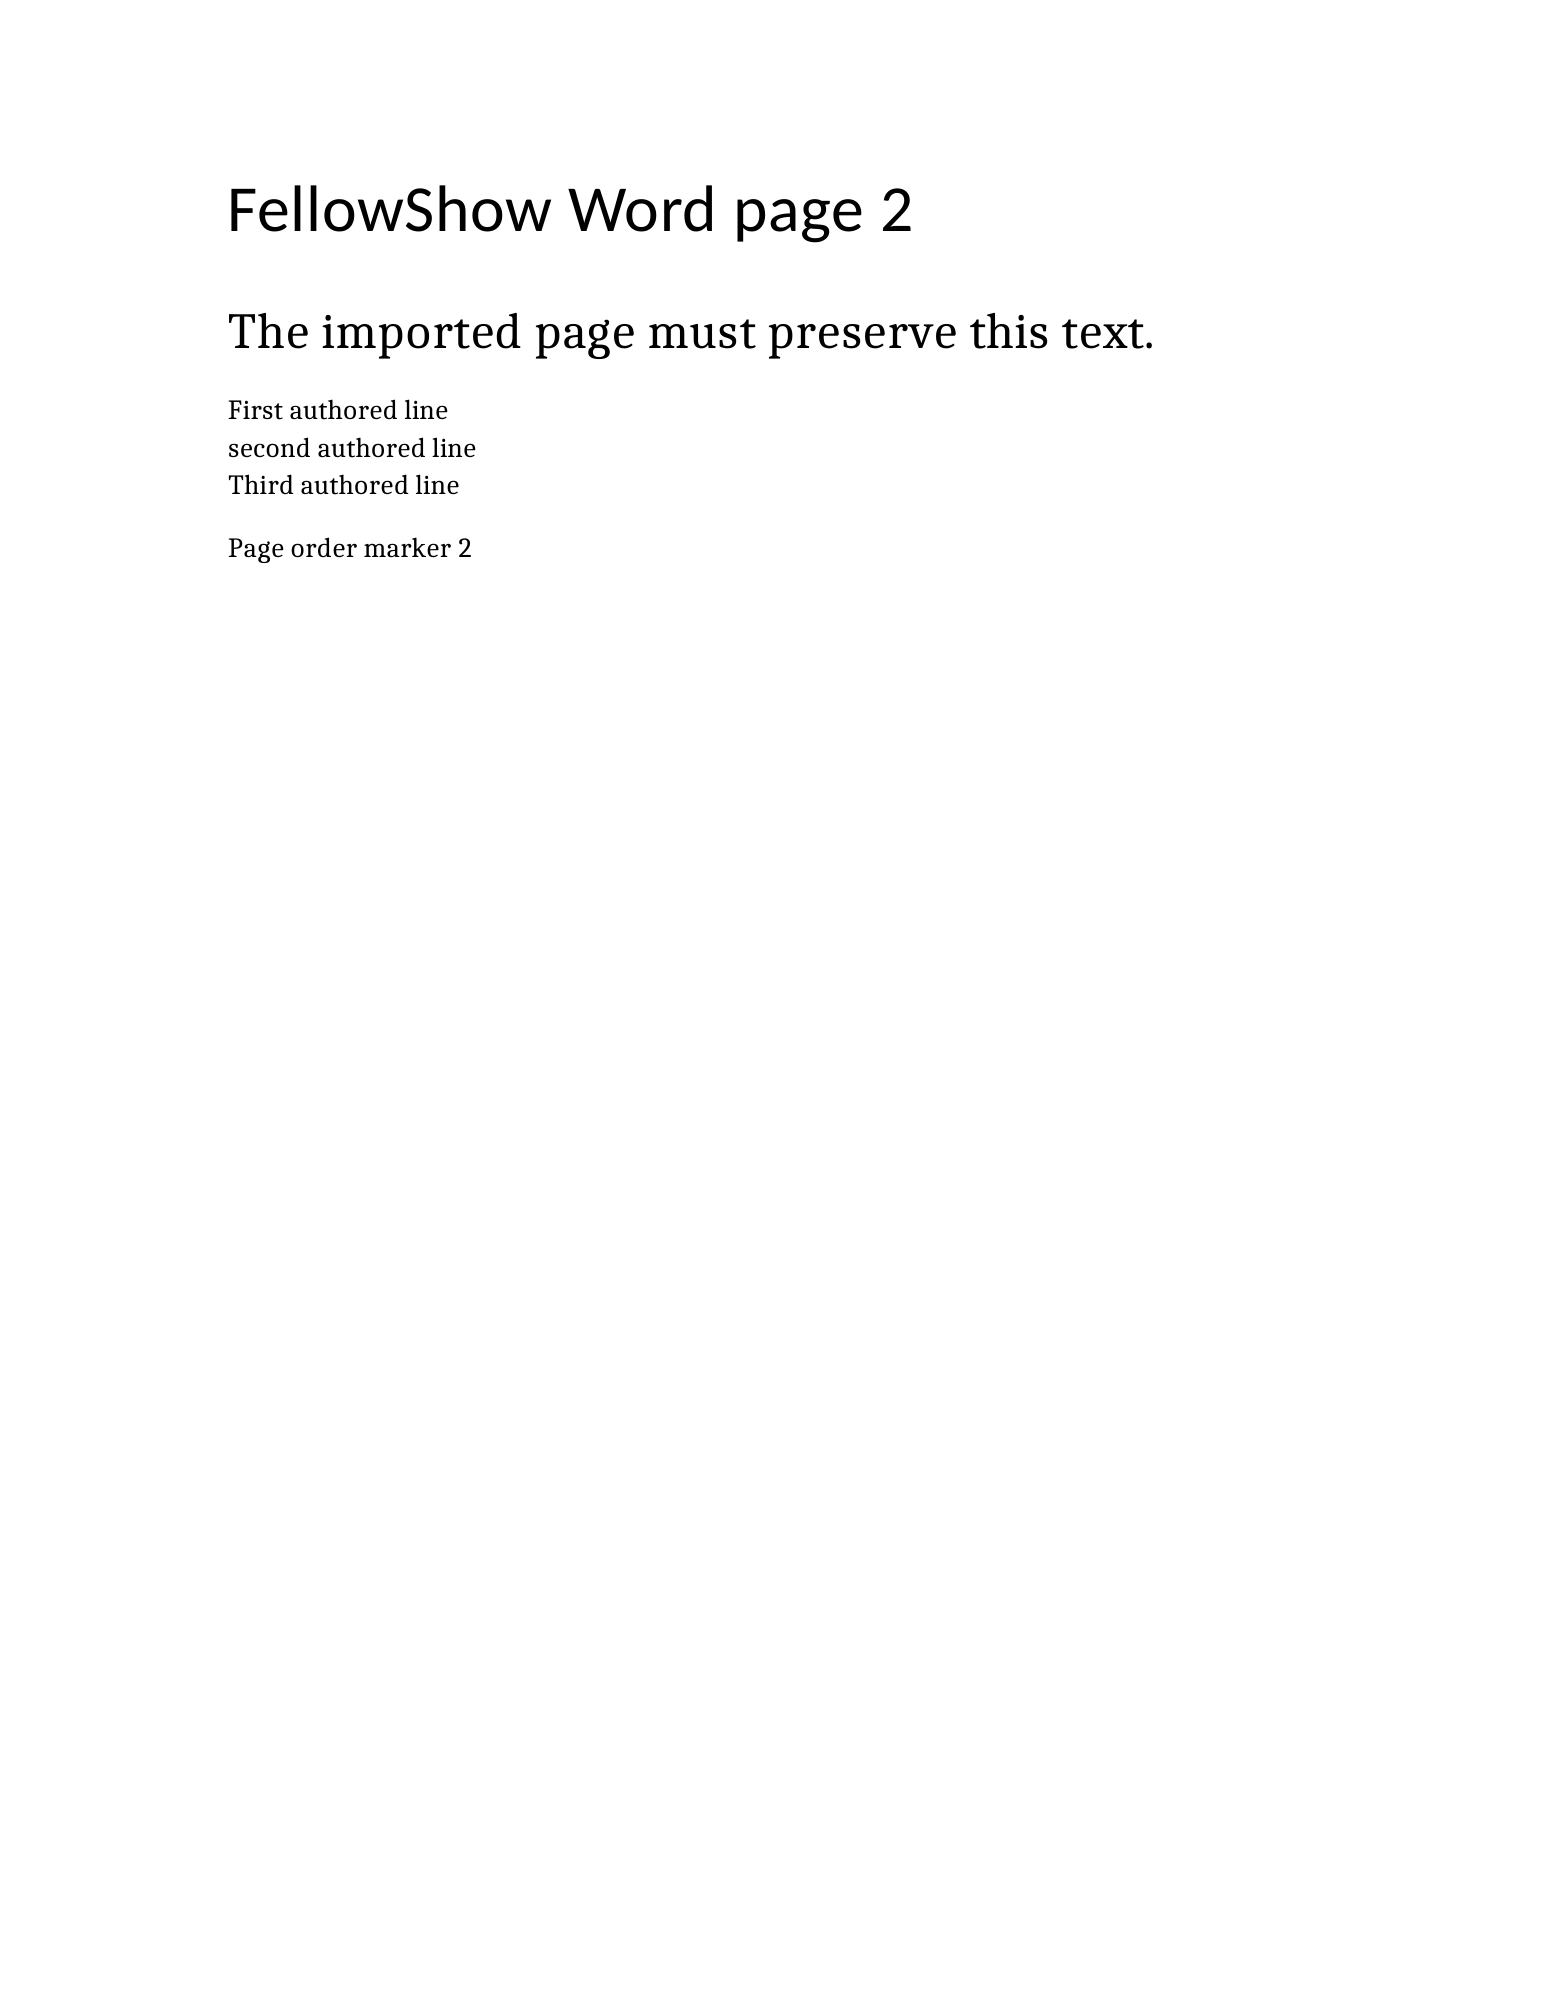 FellowShow Word page 2
The imported page must preserve this text.
First authored line
second authored line
Third authored line
Page order marker 2